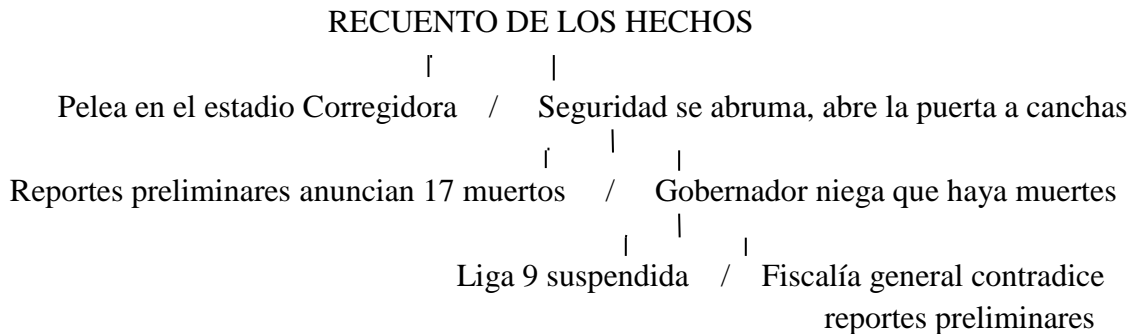 RECUENTO DE LOS HECHOS
Pelea en el estadio Corregidora / Seguridad se abruma, abre la puerta a canchas
Reportes preliminares anuncian 17 muertos / Gobernador niega que haya muertes
Liga 9 suspendida / Fiscalía general contradice
reportes preliminares